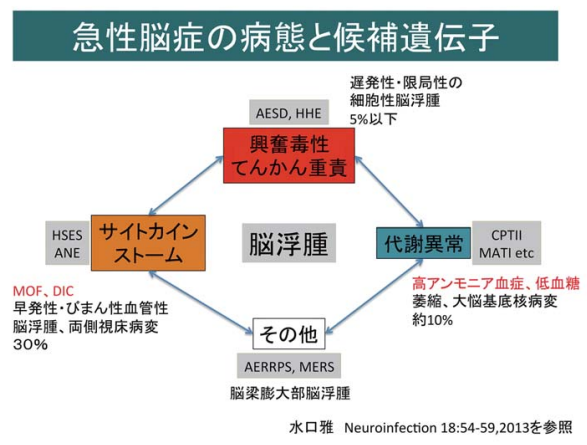 急性脳症の病態と候補遺伝子
遅発性・限局性の
細胞性脳浮腫
5%以下
AESD, HHE
興奮毒性
てんかん重責
HSES
ANE
サイトカイン
ストーム
脳浮腫
代謝異常
CPTII
MATI etc
MOF、DIC
早発性・びまん性血管性
脳浮腫、両側視床病変
30%
高アンモニア血症、低血糖
萎縮、大脳基底核病変
約10%
その他
AERRPS, MERS
脳梁膨大部脳浮腫
水口雅 Neuroinfection 18:54-59,2013を参照